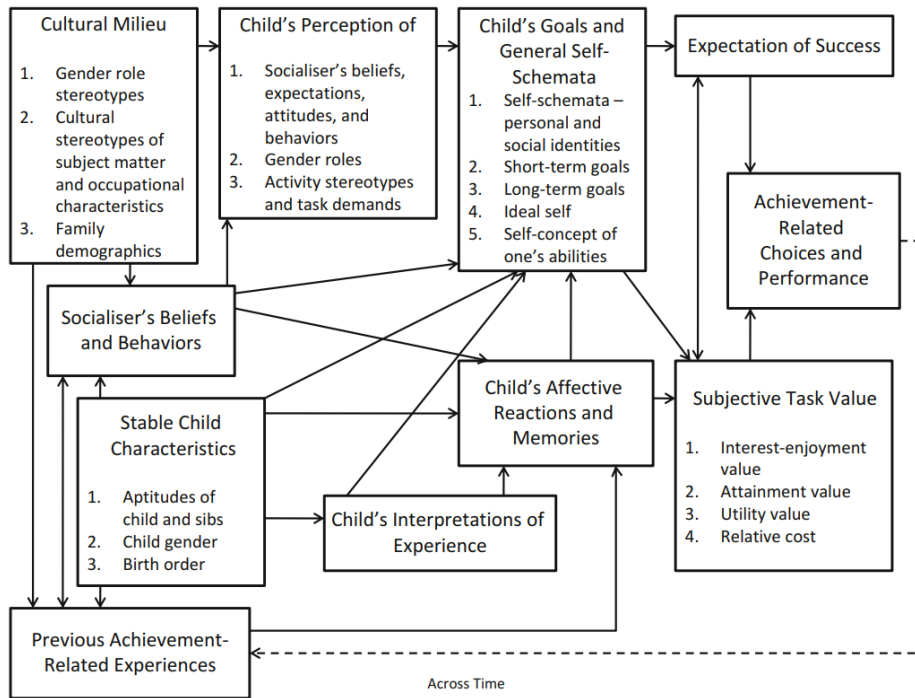 Cultural Milieu
1. Gender role
stereotypes
2. Cultural
stereotypes of
subject matter
and occupational
characteristics
3. Family
demographics
Child's Perception of
1. Socialiser's beliefs,
expectations,
attitudes, and
behaviors
2. Gender roles
3. Activity stereotypes
and task demands
Child's Goals and
General Self-
Schemata
1. Self-schemata –
personal and
social identities
2. Short-term goals
3. Long-term goals
4. Ideal self
5. Self-concept of
one's abilities
Expectation of Success
Achievement-
Related
Choices and
Performance
Socialiser's Beliefs
and Behaviors
Stable Child
Characteristics
1. Aptitudes of
child and sibs
2. Child gender
3. Birth order
Child's Affective
Reactions and
Memories
Subjective Task Value
1. Interest-enjoyment
value
2. Attainment value
3. Utility value
4. Relative cost
Child's Interpretations of
Experience
Previous Achievement-
Related Experiences
Across Time